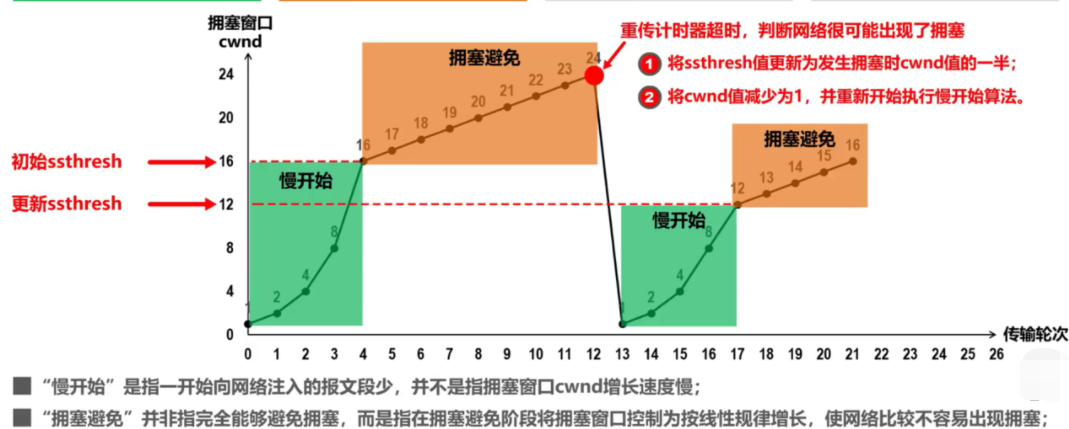 拥塞窗口
cwnd
重传计时器超时，判断网络很可能出现了拥塞
① 将ssthresh值更新为发生拥塞时cwnd值的一半；
② 将cwnd值减少为1，并重新开始执行慢开始算法。
拥塞避免
24
24
23
22
21
20
20
19
18
17
16
初始ssthresh
16
慢开始
拥塞避免
16
15
14
13
12
更新ssthresh
12
慢开始
8
8
8
4
4
4
2
2
1
1
0
传输轮次
0 1 2 3 4 5 6 7 8 9 10 11 12 13 14 15 16 17 18 19 20 21 22 23 24 25 26
“慢开始”是指一开始向网络注入的报文段少，并不是指拥塞窗口cwnd增长速度慢；
“拥塞避免”并非指完全能够避免拥塞，而是指在拥塞避免阶段将拥塞窗口控制为按线性规律增长，使网络比较不容易出现拥塞；